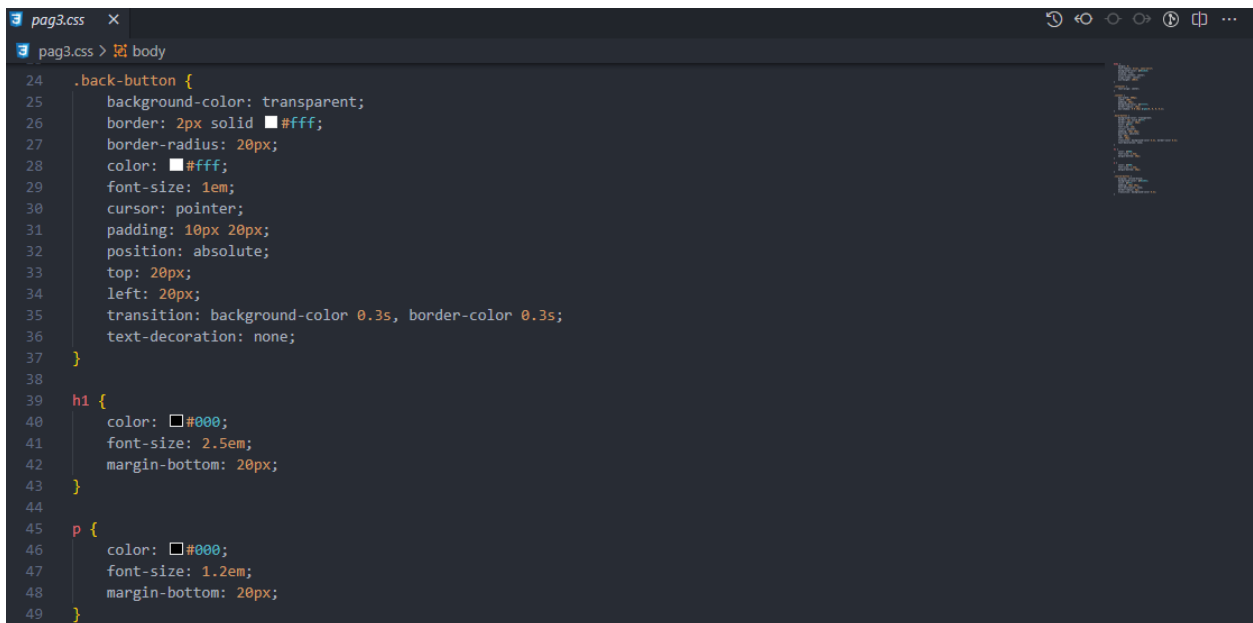 pag3.css
pag3.css > body
24 .back-button {
25 background-color: transparent;
26 border: 2px solid #fff;
27 border-radius: 20px;
28 color: #fff;
29 font-size: 1em;
30 cursor: pointer;
31 padding: 10px 20px;
32 position: absolute;
33 top: 20px;
34 left: 20px;
35 transition: background-color 0.3s, border-color 0.3s;
36 text-decoration: none;
37 }
38
39 h1 {
40 color: #000;
41 font-size: 2.5em;
42 margin-bottom: 20px;
43 }
44
45 p {
46 color: #000;
47 font-size: 1.2em;
48 margin-bottom: 20px;
49 }